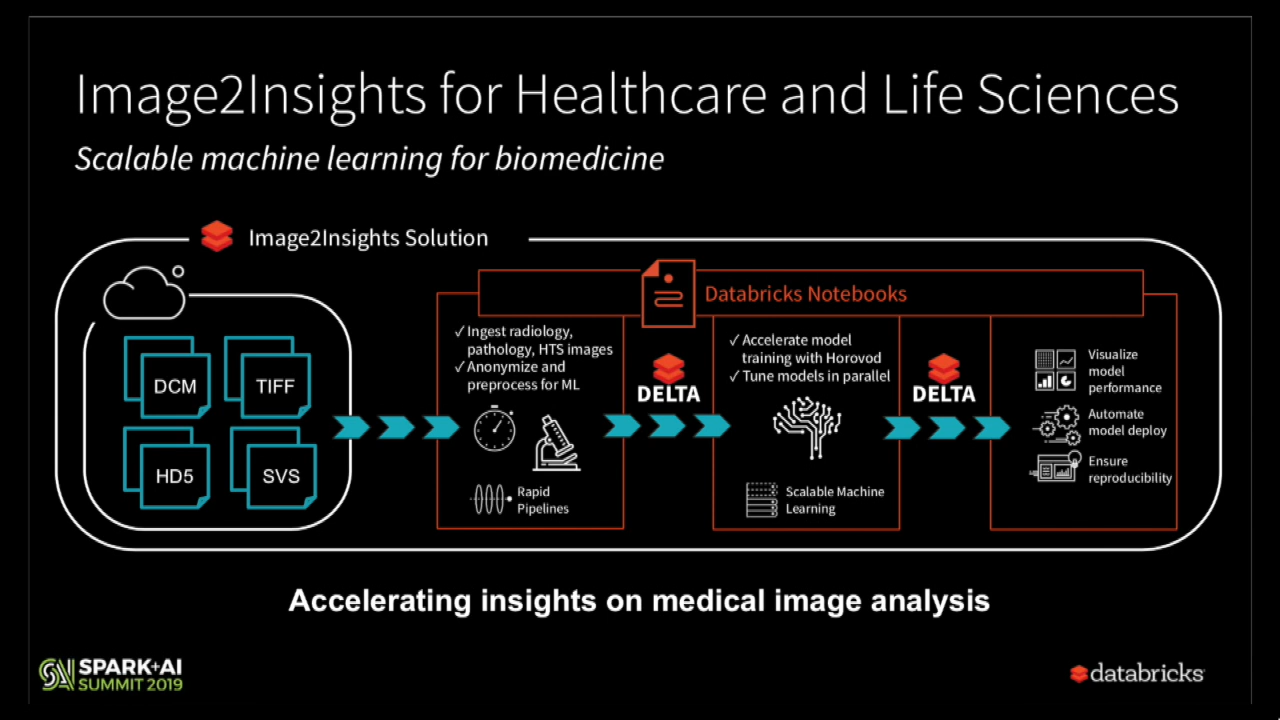 Image2Insights for Healthcare and Life Sciences
Scalable machine learning for biomedicine
Image2Insights Solution
Databricks Notebooks
DCM
TIFF
HD5
SVS
✓Ingest radiology,
pathology, HTS images
✓Anonymize and
preprocess for ML
Rapid
Pipelines
DELTA
✓Accelerate model
training with Horovod
✓Tune models in parallel
Scalable Machine
Learning
DELTA
Visualize
model
performance
Automate
model deploy
Ensure
reproducibility
Accelerating insights on medical image analysis
SPARK+AI
SUMMIT 2019
databricks